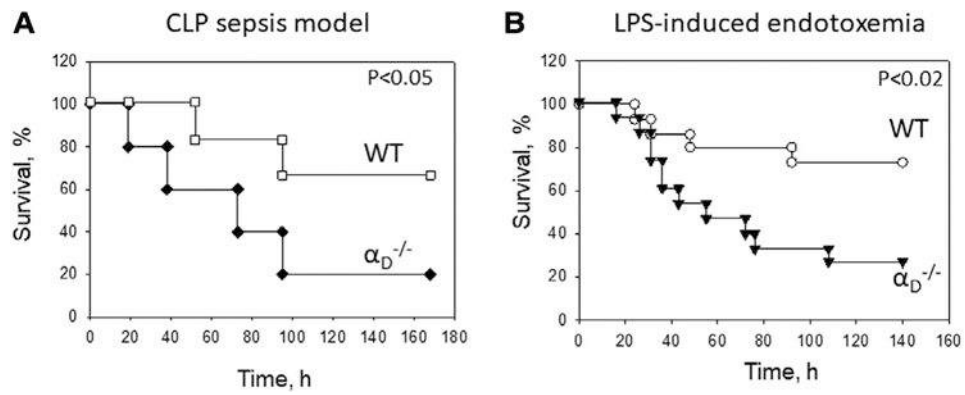 A CLP sepsis model
120
100
80
60
40
20
0
Survival, %
P<0.05
WT
αD-/-
0 20 40 60 80 100 120 140 160 180
Time, h
B LPS-induced endotoxemia
120
100
80
60
40
20
0
Survival, %
P<0.02
WT
αD-/-
0 20 40 60 80 100 120 140 160
Time, h